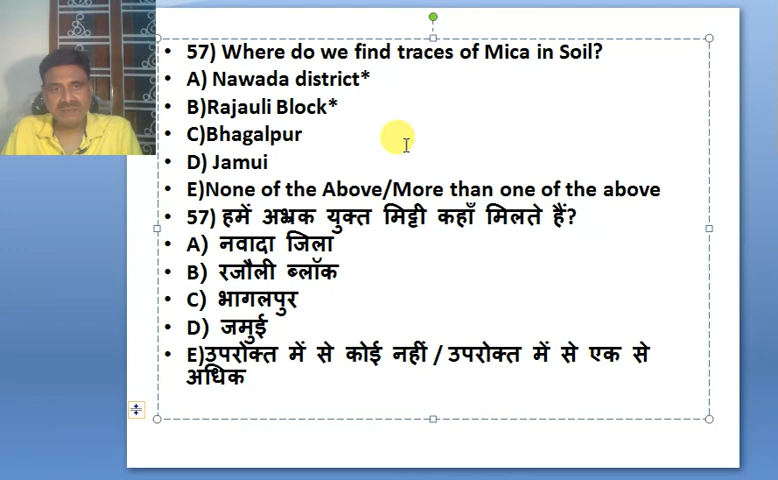 57) Where do we find traces of Mica in Soil?
A) Nawada district*
B)Rajauli Block*
C)Bhagalpur
D) Jamui
E)None of the Above/More than one of the above
57) हमें अभ्रक युक्त मिट्टी कहाँ मिलते हैं?
A) नवादा जिला
B) रजौली ब्लॉक
C) भागलपुर
D) जमुई
E)उपरोक्त में से कोई नहीं / उपरोक्त में से एक से
अधिक